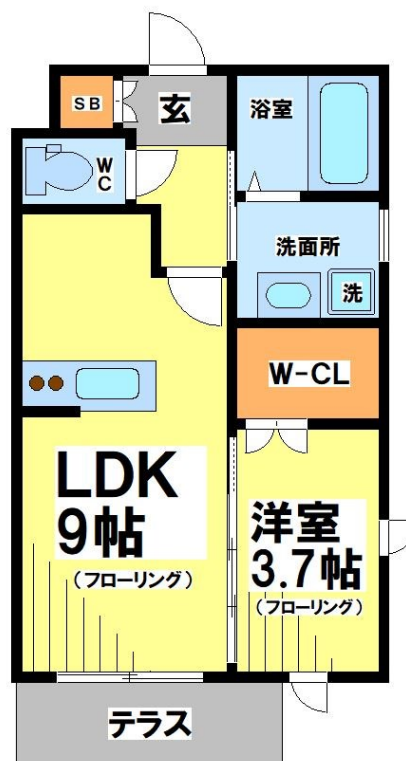 SB
玄
浴室
WC
洗面所
洗
W-CL
LDK
9帖
(フローリング)
洋室
3.7帖
(フローリング)
テラス